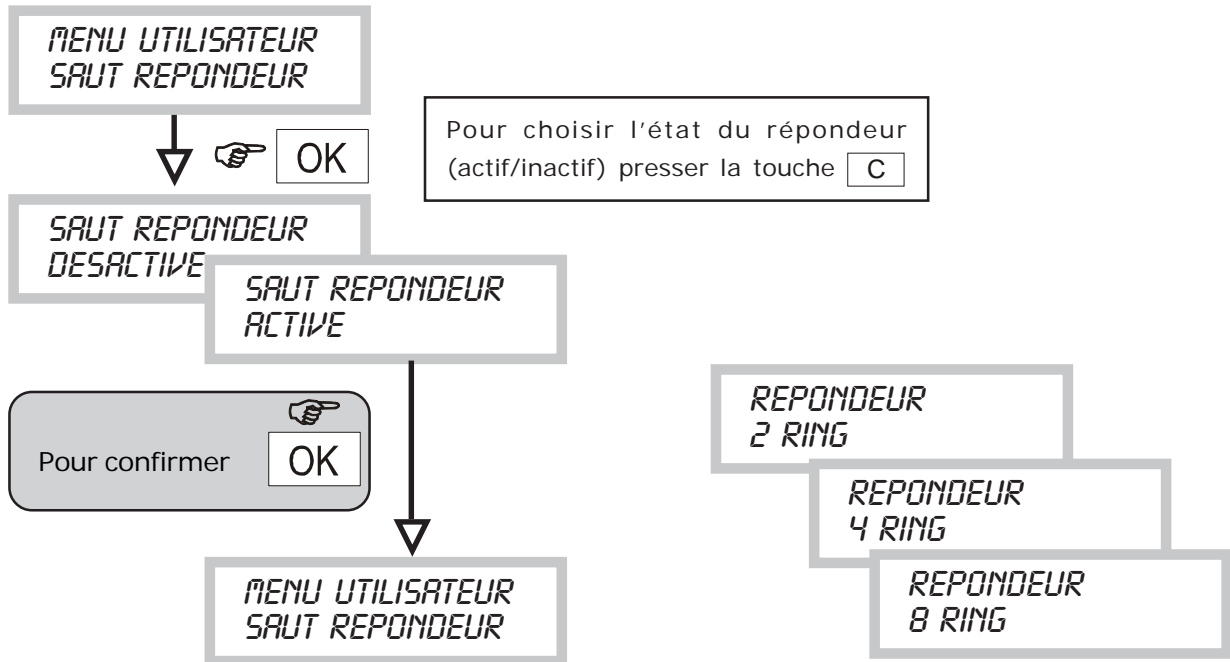 MENU UTILISATEUR
SAUT REPONDEUR
OK
Pour choisir l'état du répondeur
(actif/inactif) presser la touche C
SAUT REPONDEUR
DESACTIVE
SAUT REPONDEUR
ACTIVE
Pour confirmer OK
MENU UTILISATEUR
SAUT REPONDEUR
REPONDEUR
2 RING
REPONDEUR
4 RING
REPONDEUR
8 RING